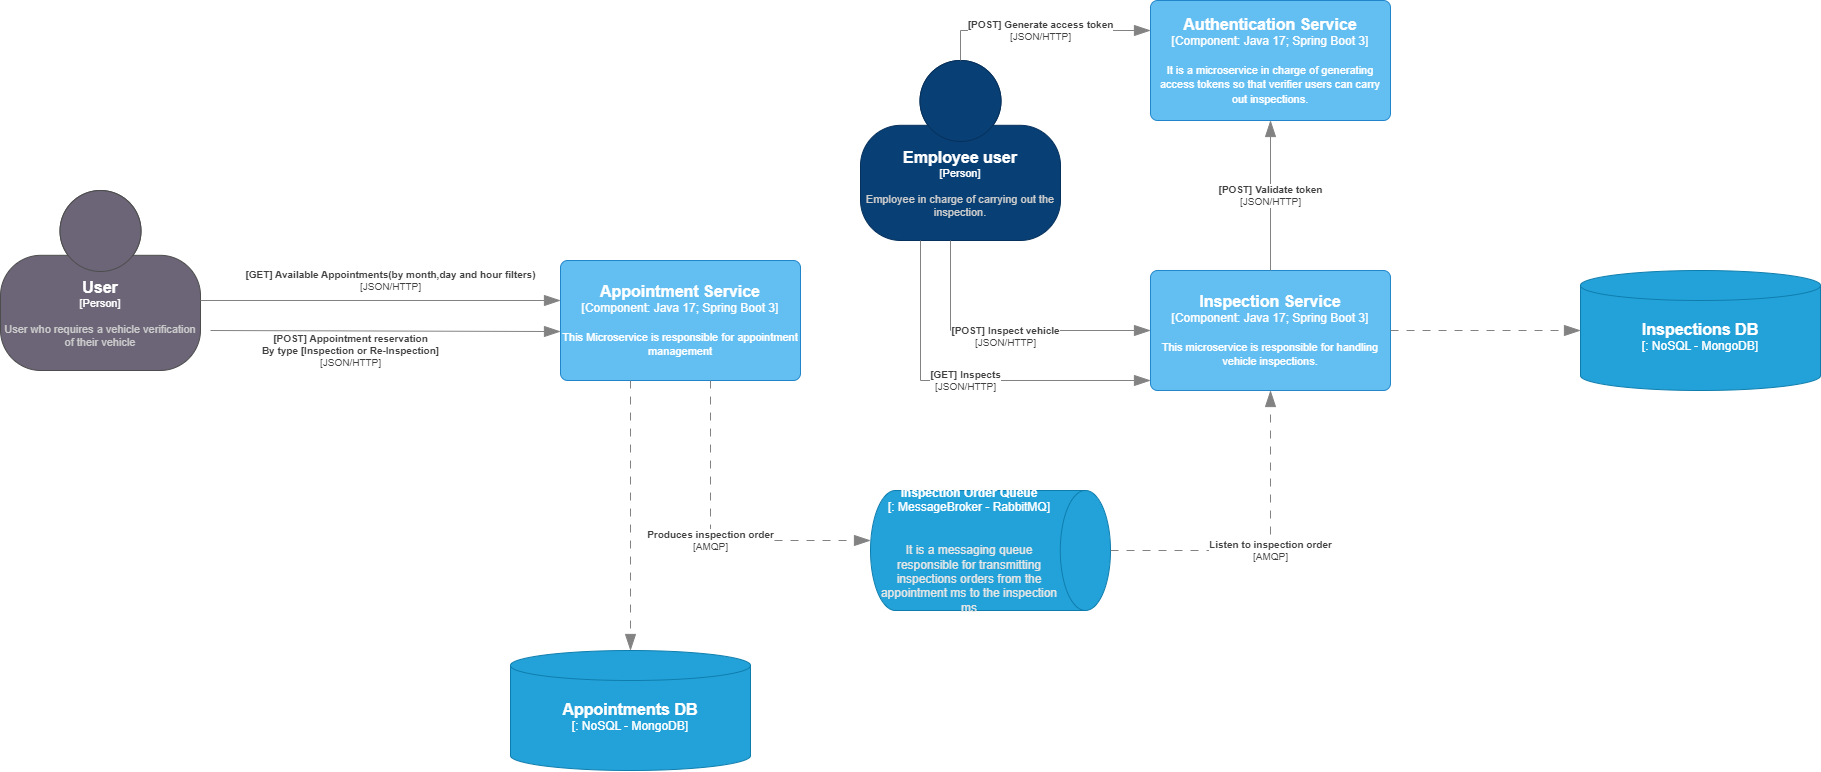 [POST] Generate access token
[JSON/HTTP]
Authentication Service
[Component: Java 17; Spring Boot 3]
It is a microservice in charge of generating
access tokens so that verifier users can carry
out inspections.
Employee user
[Person]
Employee in charge of carrying out the
inspection.
[POST] Validate token
[JSON/HTTP]
User
[Person]
User who requires a vehicle verification
of their vehicle
[GET] Available Appointments(by month,day and hour filters)
[JSON/HTTP]
[POST] Appointment reservation
By type [Inspection or Re-Inspection]
[JSON/HTTP]
Appointment Service
[Component: Java 17; Spring Boot 3]
This Microservice is responsible for appointment
management
[POST] Inspect vehicle
[JSON/HTTP]
[GET] Inspects
[JSON/HTTP]
Inspection Service
[Component: Java 17; Spring Boot 3]
This microservice is responsible for handling
vehicle inspections.
Inspections DB
[: NoSQL - MongoDB]
Produces inspection order
[AMQP]
Inspection Order Queue
[: MessageBroker - RabbitMQ]
It is a messaging queue
responsible for transmitting
inspections orders from the
appointment ms to the inspection
ms
Listen to inspection order
[AMQP]
Appointments DB
[: NoSQL - MongoDB]